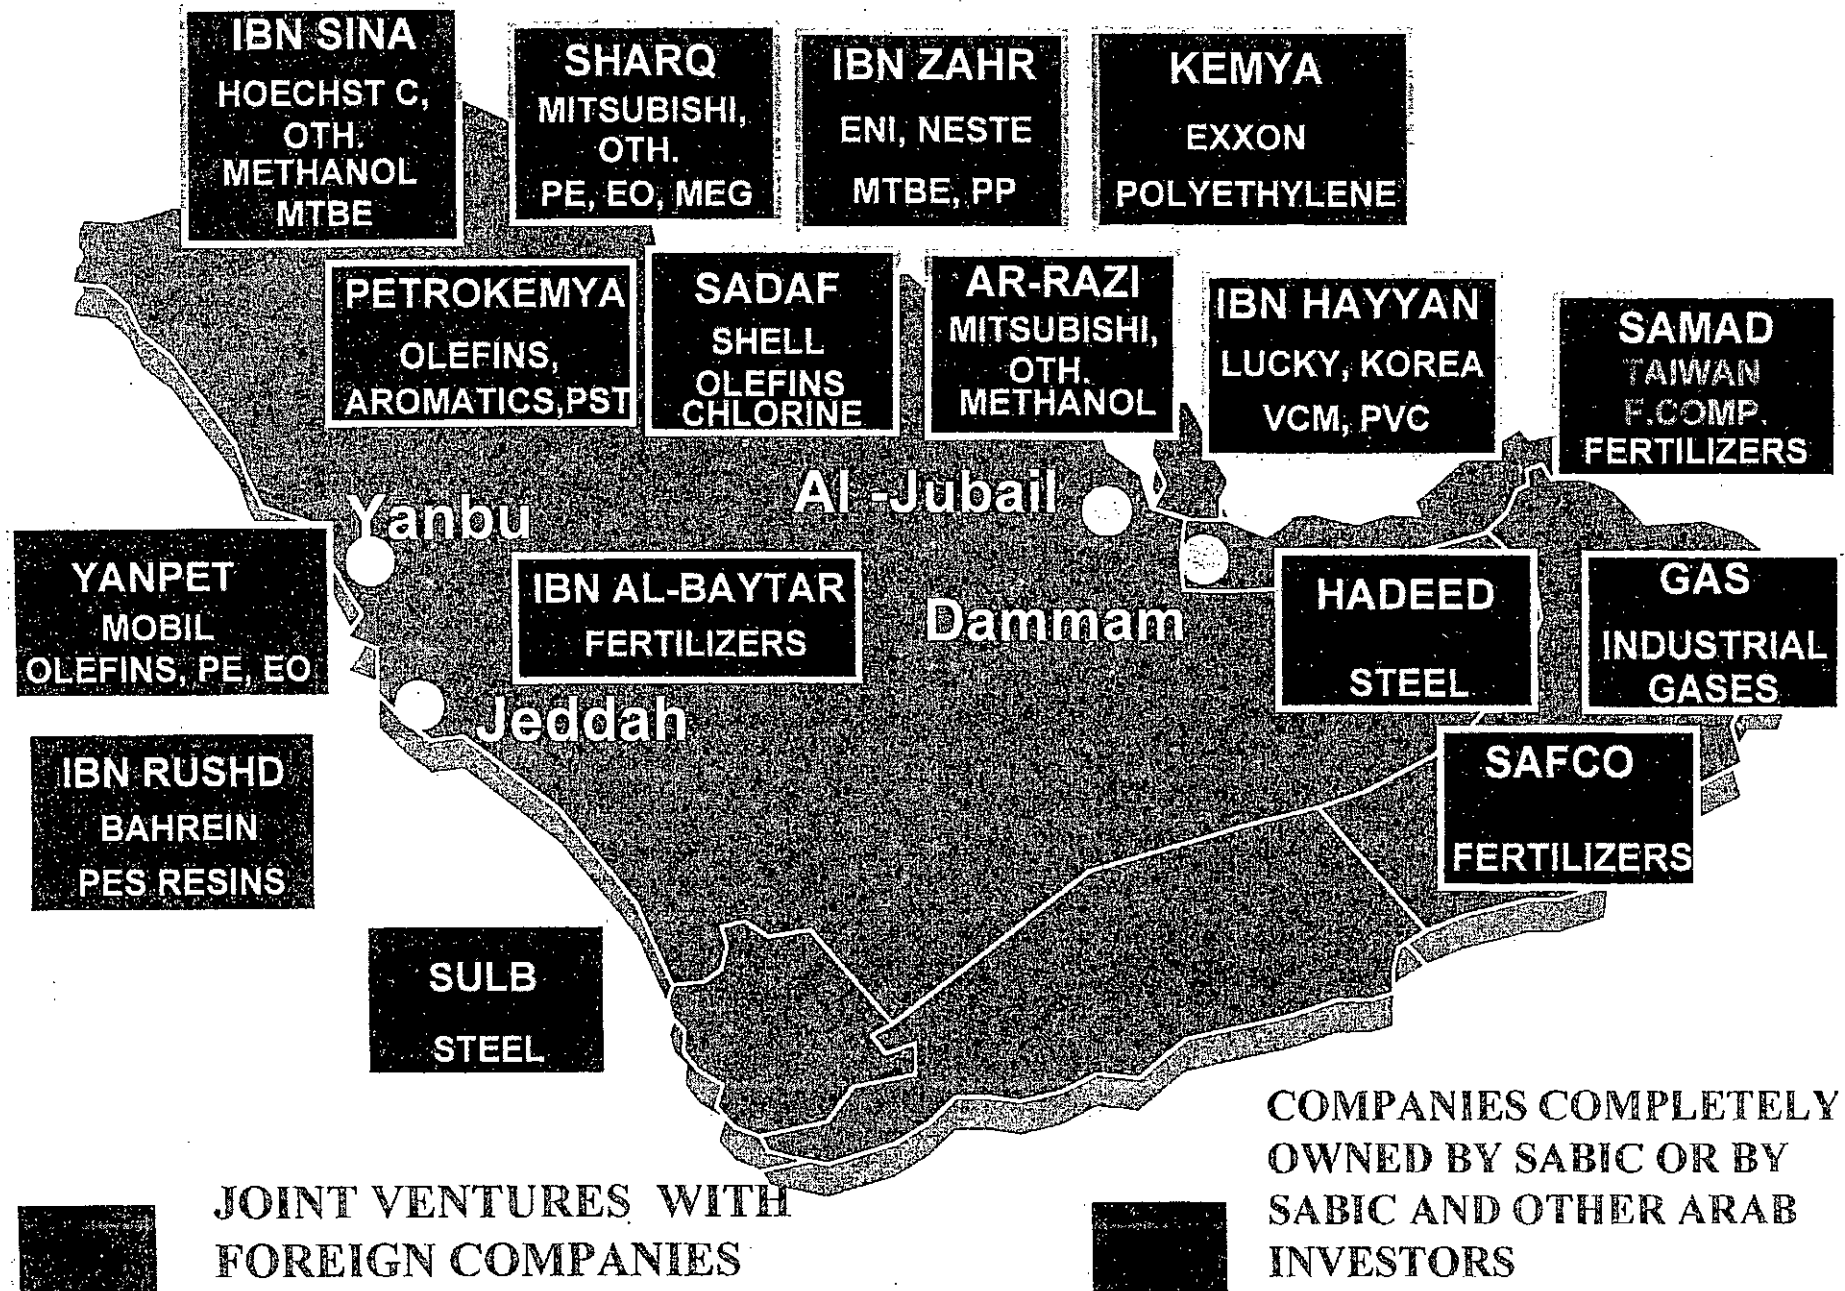 IBN SINA
HOECHST C,
OTH.
METHANOL
MTBE
SHARQ
MITSUBISHI,
OTH.
PE, EO, MEG
IBN ZAHR
ENI, NESTE
MTBE, PP
KEMYA
EXXON
POLYETHYLENE
PETROKEMYA
OLEFINS,
AROMATICS,PST
SADAF
SHELL
OLEFINS
CHLORINE
AR-RAZI
MITSUBISHI,
OTH.
METHANOL
IBN HAYYAN
LUCKY, KOREA
VCM, PVC
SAMAD
TAIWAN
F.COMP.
FERTILIZERS
Al -Jubail
Yanbu
YANPET
MOBIL
OLEFINS, PE, EO
IBN AL-BAYTAR
FERTILIZERS
Dammam
HADEED
STEEL
GAS
INDUSTRIAL
GASES
Jeddah
IBN RUSHD
BAHREIN
PES RESINS
SAFCO
FERTILIZERS
SULB
STEEL
JOINT VENTURES WITH
FOREIGN COMPANIES
COMPANIES COMPLETELY
OWNED BY SABIC OR BY
SABIC AND OTHER ARAB
INVESTORS